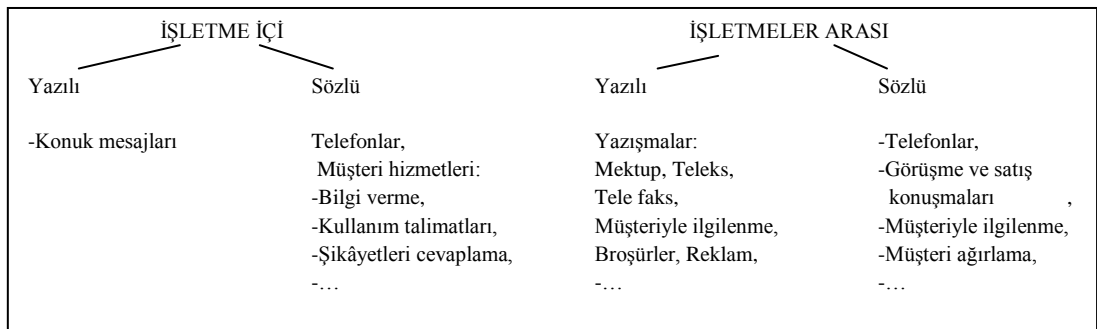 İŞLETME İÇİ
Yazılı
-Konuk mesajları
Sözlü
Telefonlar,
Müşteri hizmetleri:
-Bilgi verme,
-Kullanım talimatları,
-Şikâyetleri cevaplama,
-…
İŞLETMELER ARASI
Yazılı
Yazışmalar:
Mektup, Teleks,
Tele faks,
Müşteriyle ilgilenme,
Broşürler, Reklam,
-…
Sözlü
-Telefonlar,
-Görüşme ve satış
konuşmaları ,
-Müşteriyle ilgilenme,
-Müşteri ağırlama,
-…